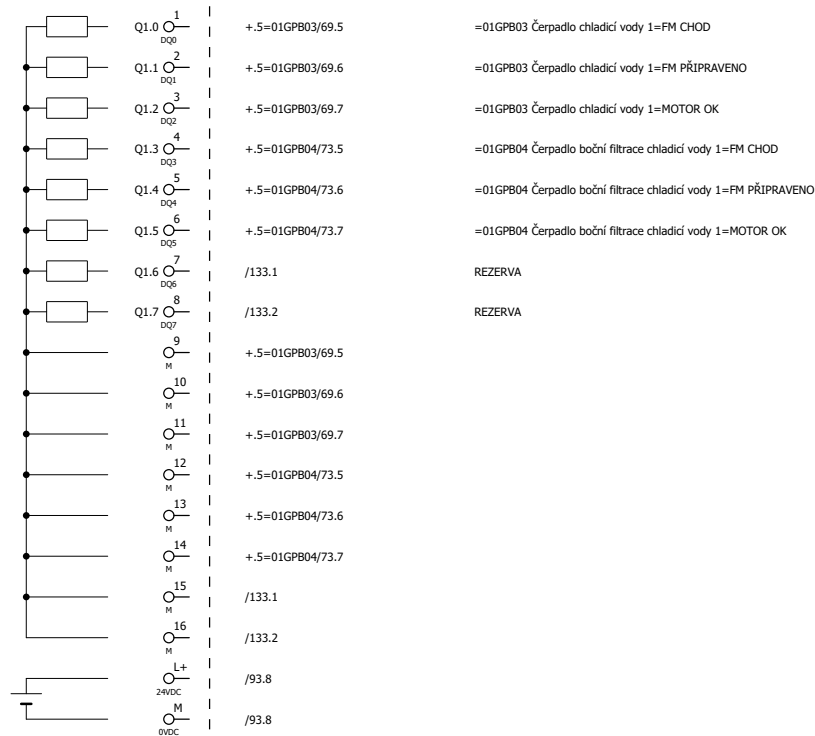 1
Q1.0 +.5=01GPB03/69.5 =01GPB03 Čerpadlo chladicí vody 1=FM CHOD
DQ0
2
Q1.1 +.5=01GPB03/69.6 =01GPB03 Čerpadlo chladicí vody 1=FM PŘIPRAVENO
DQ1
3
Q1.2 +.5=01GPB03/69.7 =01GPB03 Čerpadlo chladicí vody 1=MOTOR OK
DQ2
4
Q1.3 +.5=01GPB04/73.5 =01GPB04 Čerpadlo boční filtrace chladicí vody 1=FM CHOD
DQ3
5
Q1.4 +.5=01GPB04/73.6 =01GPB04 Čerpadlo boční filtrace chladicí vody 1=FM PŘIPRAVENO
DQ4
6
Q1.5 +.5=01GPB04/73.7 =01GPB04 Čerpadlo boční filtrace chladicí vody 1=MOTOR OK
DQ5
7
Q1.6 /133.1 REZERVA
DQ6
8
Q1.7 /133.2 REZERVA
DQ7
9
+.5=01GPB03/69.5
M
10
+.5=01GPB03/69.6
M
11
+.5=01GPB03/69.7
M
12
+.5=01GPB04/73.5
M
13
+.5=01GPB04/73.6
M
14
+.5=01GPB04/73.7
M
15
/133.1
M
16
/133.2
M
L+
/93.8
24VDC
M
/93.8
0VDC